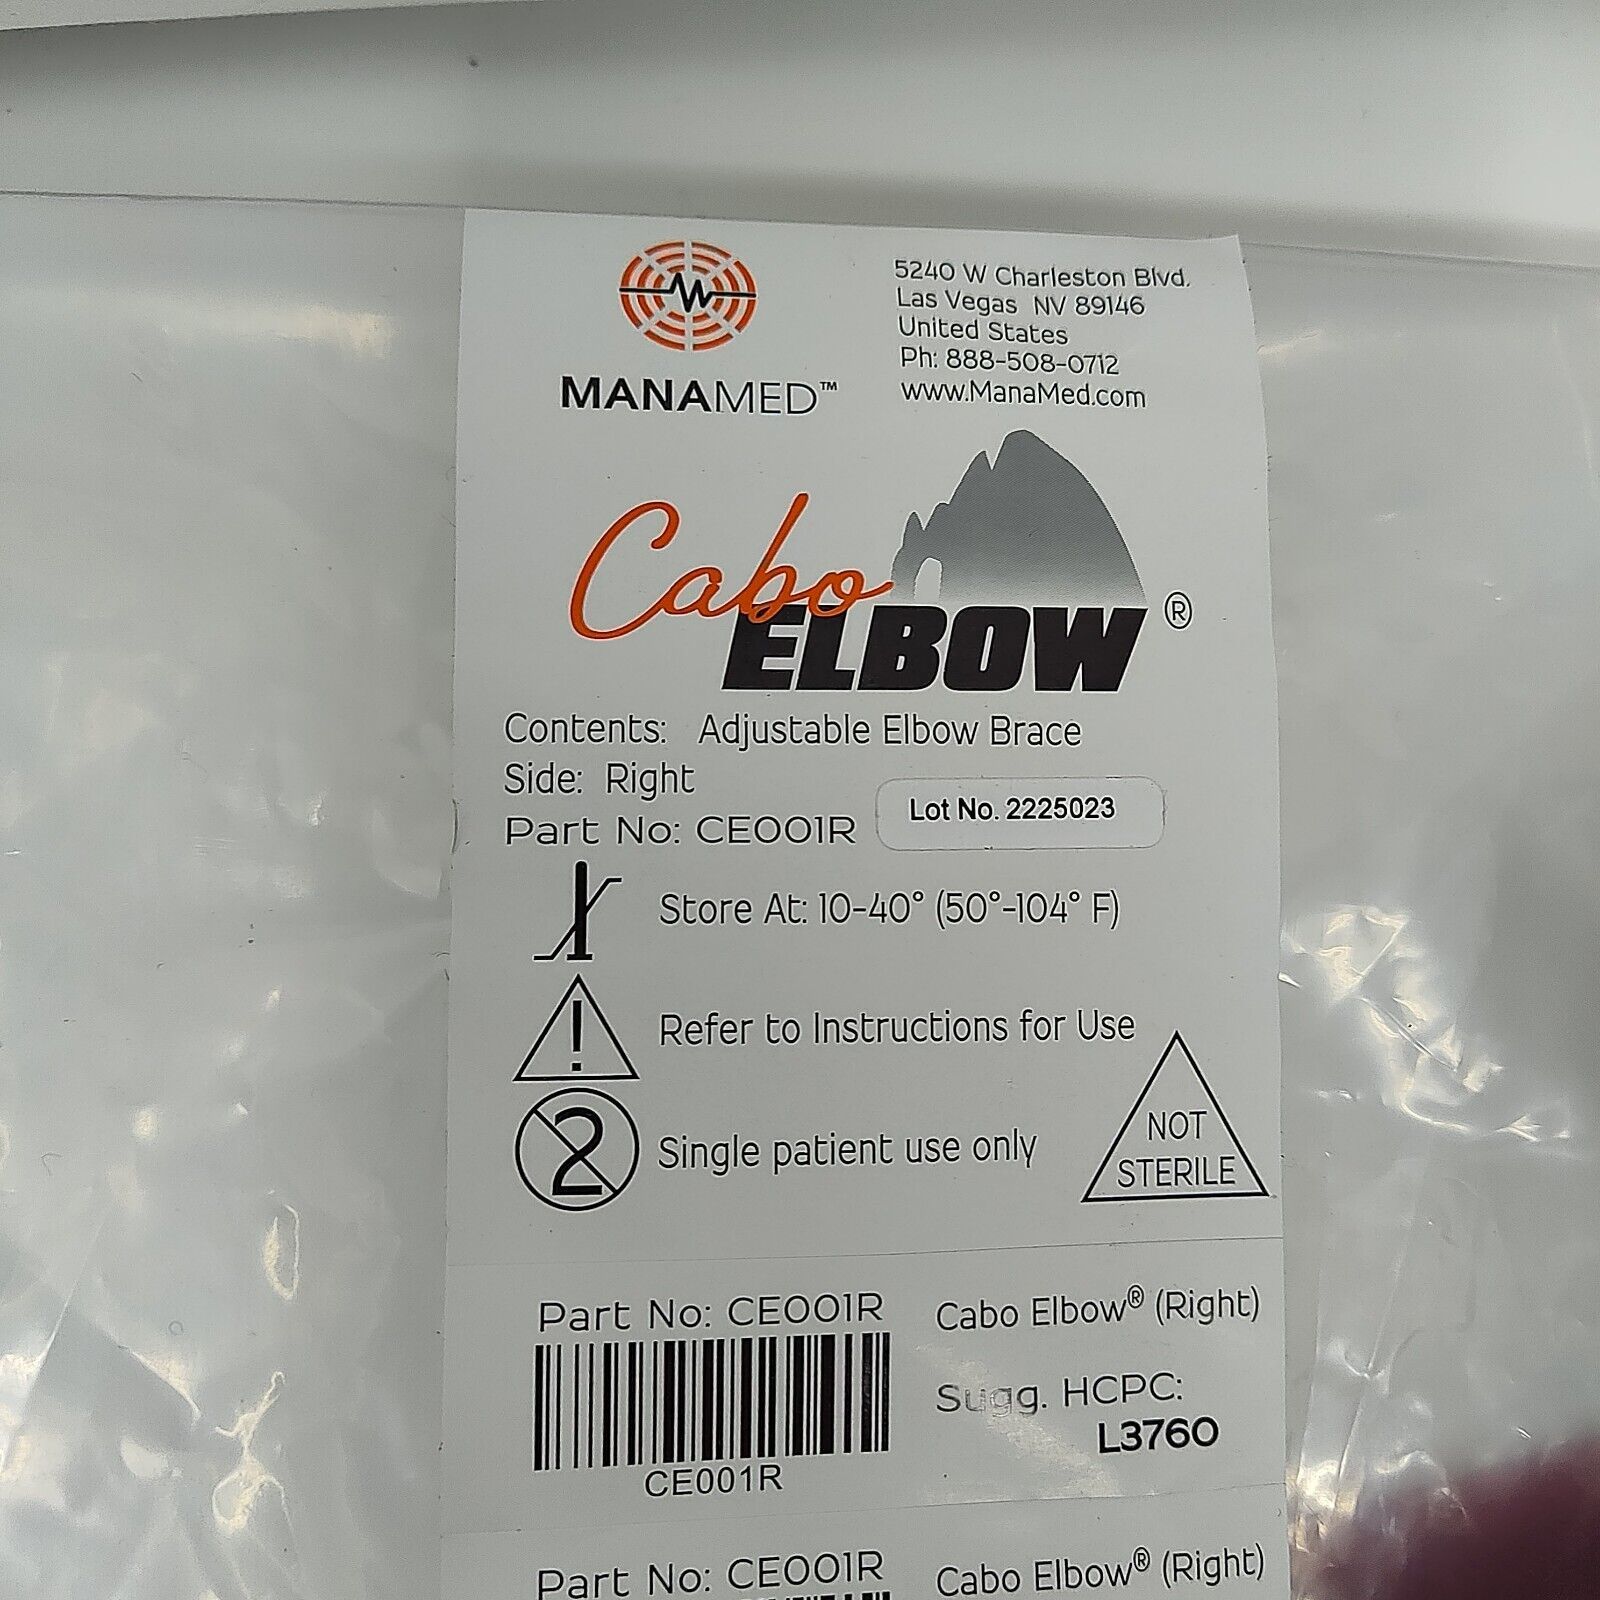 MANAMED™
5240 W Charleston Blvd.
Las Vegas NV 89146
United States
Ph: 888-508-0712
www.ManaMed.com
Cabo
ELBOW®
Contents: Adjustable Elbow Brace
Side: Right
Part No: CE001R
Lot No. 2225023
Store At: 10-40° (50°-104° F)
! Refer to Instructions for Use
2 Single patient use only
NOT
STERILE
Part No: CE001R
CE001R
Cabo Elbow® (Right)
Sugg. HCPC:
L3760
Part No: CE001R
Cabo Elbow® (Right)